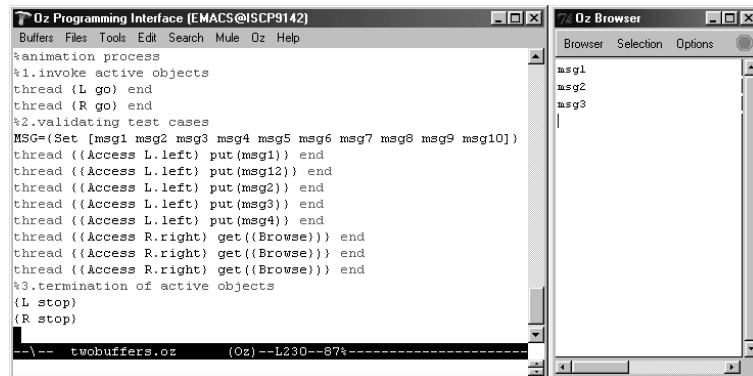 Oz Programming Interface (EMACS@ISCP9142)
Buffers Files Tools Edit Search Mule Oz Help
%animation process
%1.invoke active objects
thread {L go} end
thread {R go} end
%2.validating test cases
MSG={Set [msg1 msg2 msg3 msg4 msg5 msg6 msg7 msg8 msg9 msg10]}
thread {{Access L.left} put(msg1)} end
thread {{Access L.left} put(msg12)} end
thread {{Access L.left} put(msg2)} end
thread {{Access L.left} put(msg3)} end
thread {{Access L.left} put(msg4)} end
thread {{Access R.right} get({Browse})} end
thread {{Access R.right} get({Browse})} end
thread {{Access R.right} get({Browse})} end
%3.termination of active objects
{L stop}
{R stop}
--\-- twobuffers.oz (Oz)--L230--87%-----------------------
Oz Browser
Browser Selection Options
msg1
msg2
msg3